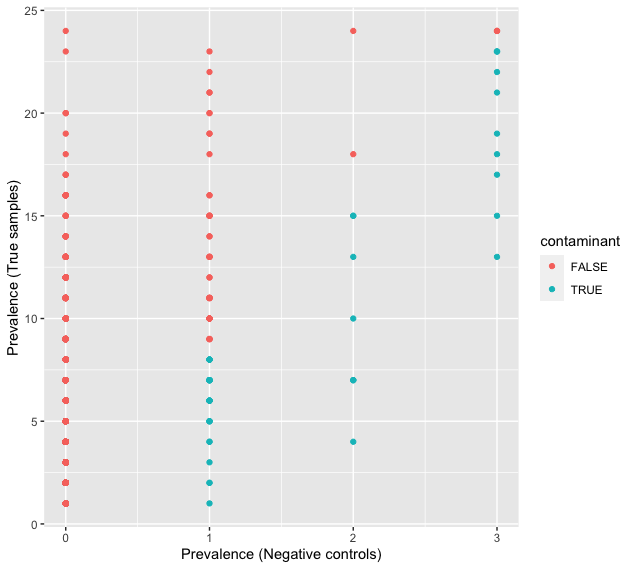 25
20
15
10
5
0
Prevalence (True samples)
0 1 2 3
Prevalence (Negative controls)
contaminant
FALSE
TRUE